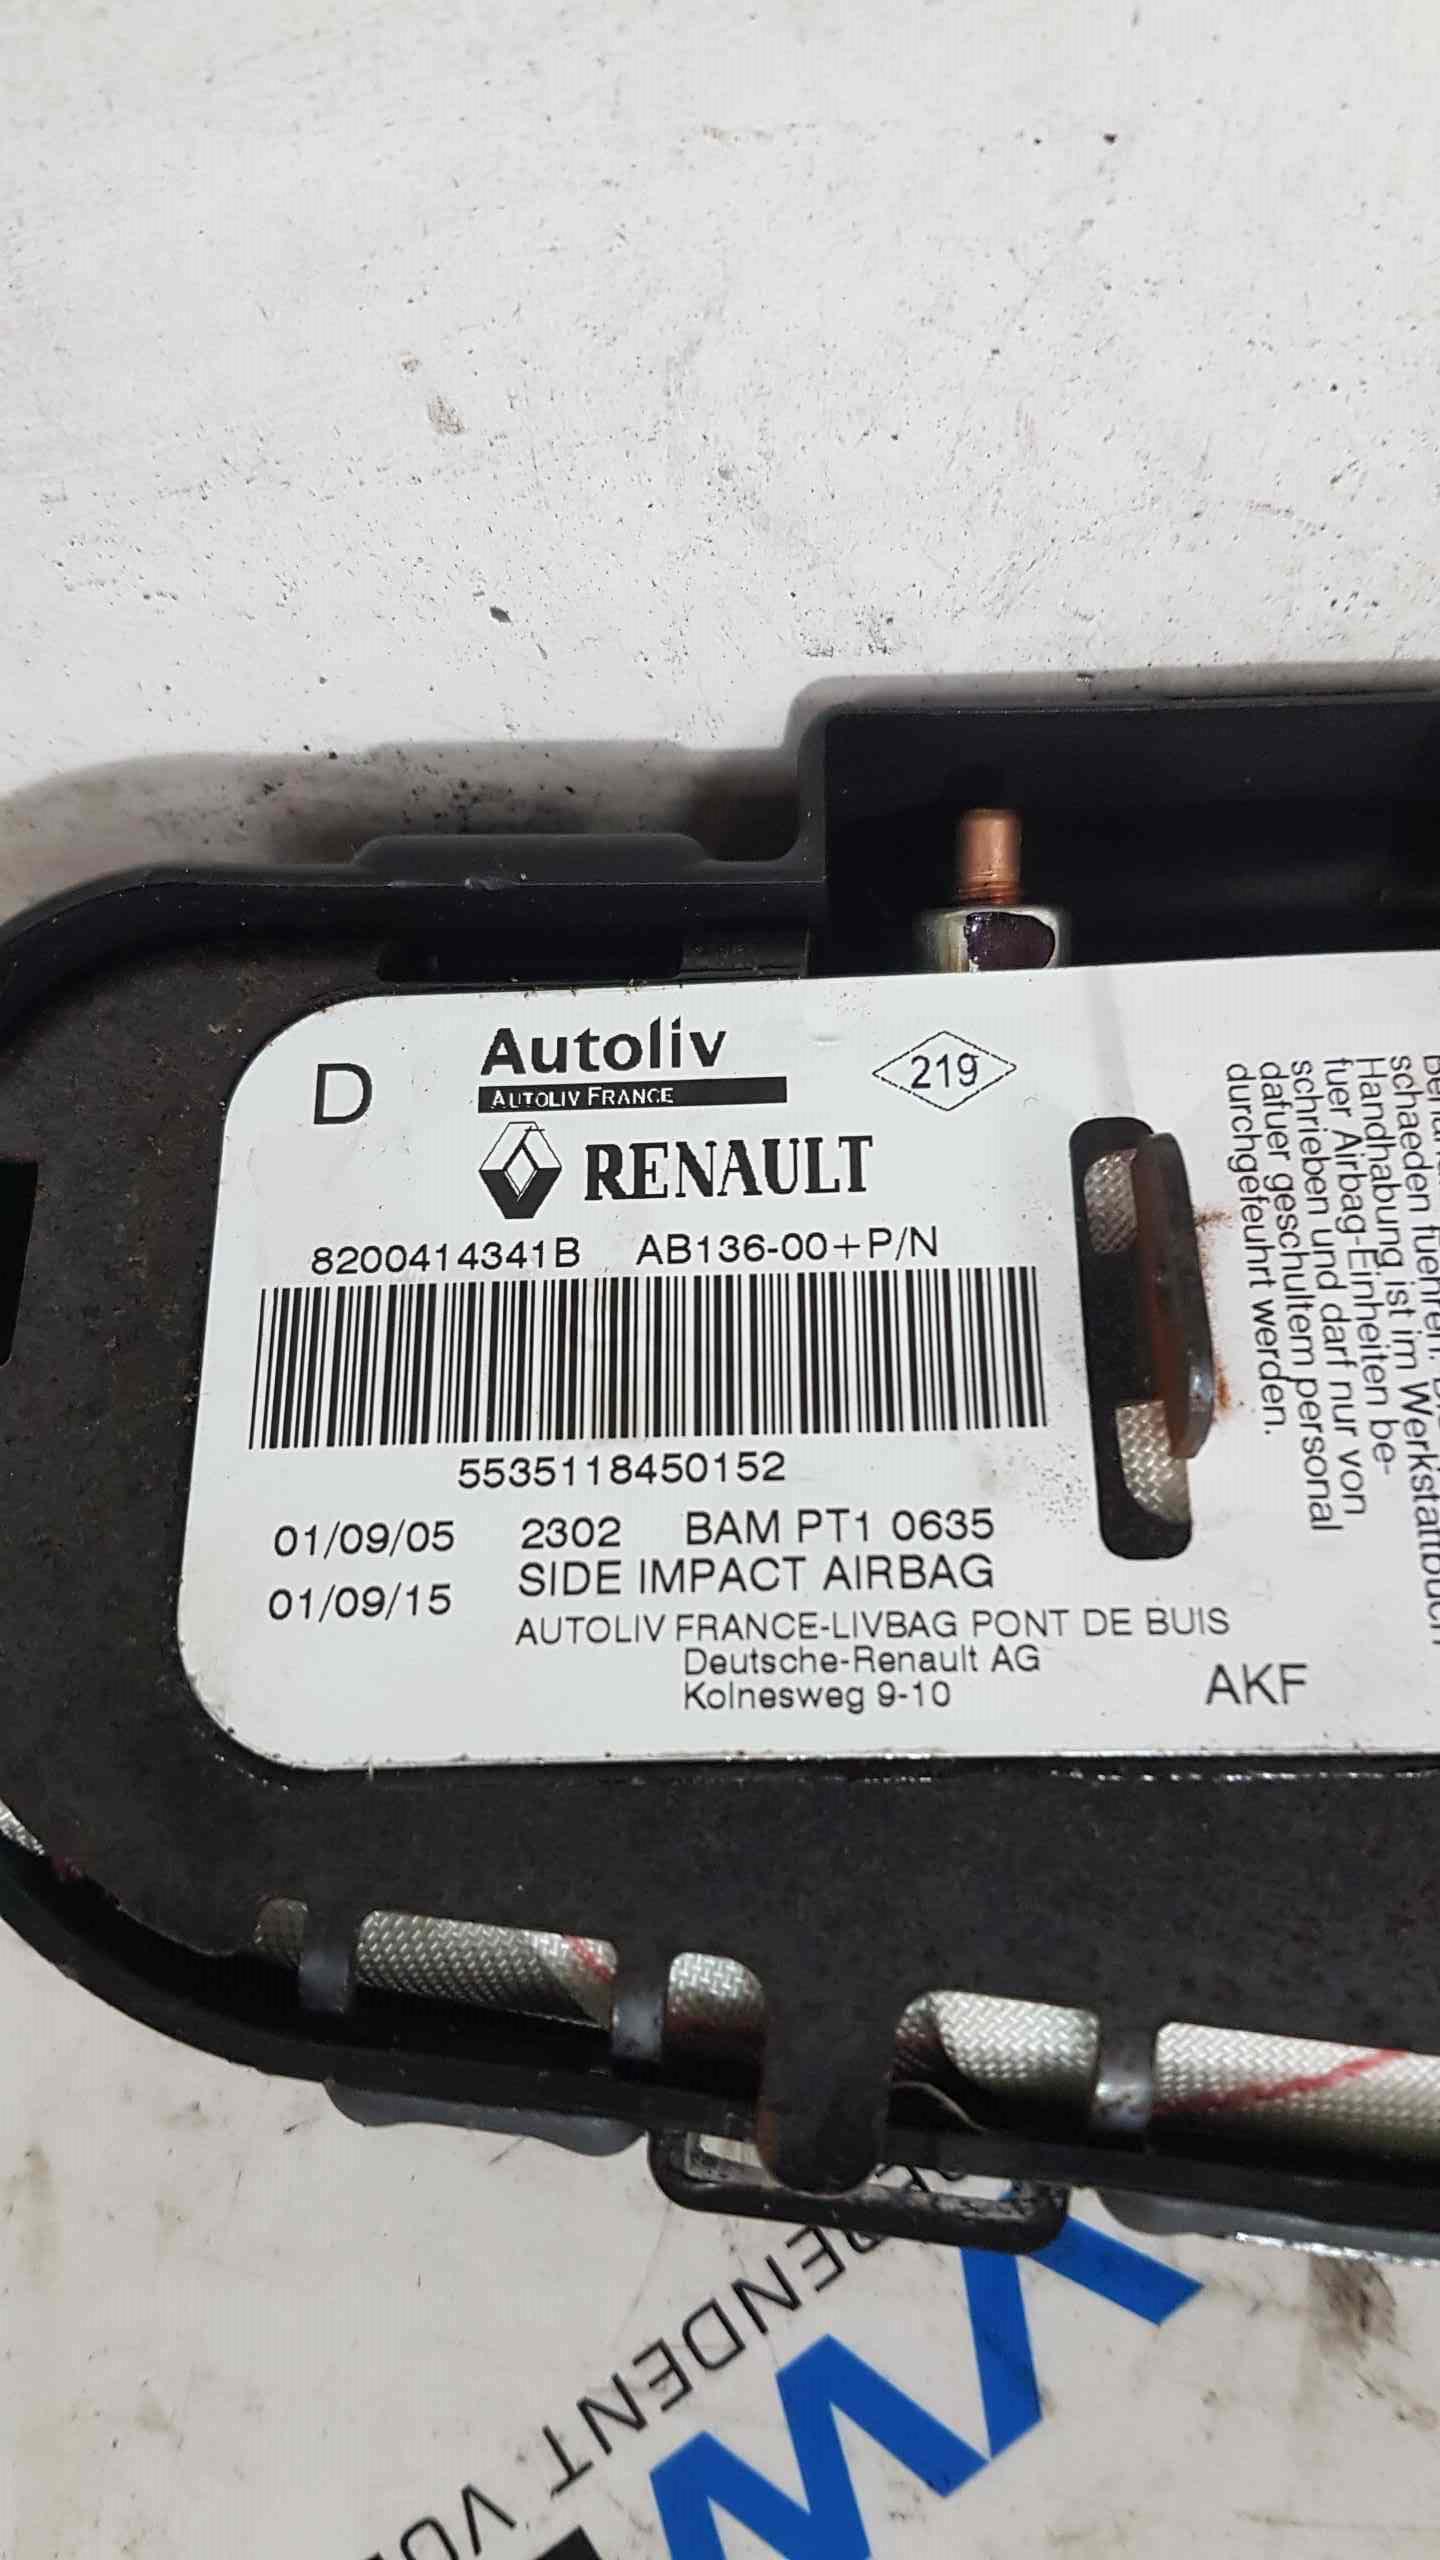 D
Autoliv
AUTOLIV FRANCE
219
RENAULT
8200414341B AB136-00+P/N
5535118450152
01/09/05 2302 BAM PT1 0635
01/09/15 SIDE IMPACT AIRBAG
AUTOLIV FRANCE-LIVBAG PONT DE BUIS
Deutsche-Renault AG
Kolnesweg 9-10
AKF
schaeden fuehren.
Handhabung ist im Werkstattbuch
fuer Airbag-Einheiten be-
schrieben und darf nur von
dafuer geschultem personal
durchgefeuhrt werden.